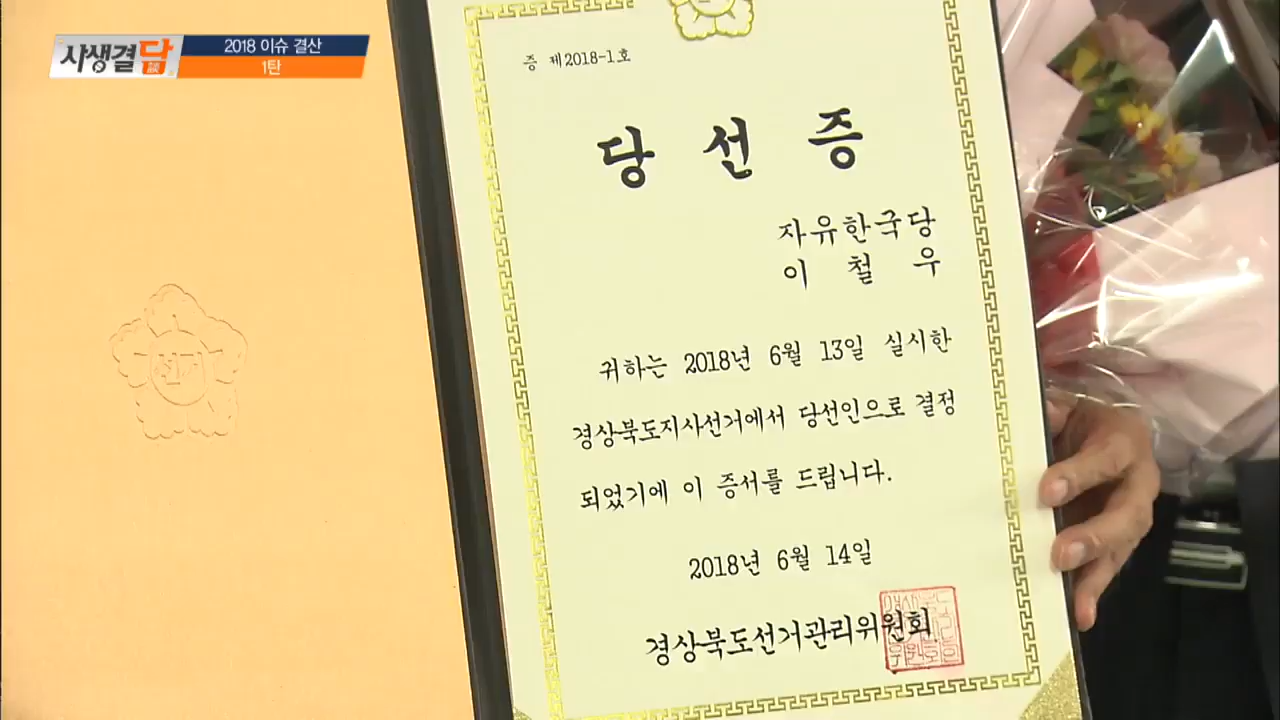 사생결담
2018 이슈 결산
1탄
증 제2018-1호
당 선 증
자유한국당
이 철 우
귀하는 2018년 6월 13일 실시한
경상북도지사선거에서 당선인으로 결정
되었기에 이 증서를 드립니다.
2018년 6월 14일
경상북도선거관리위원회